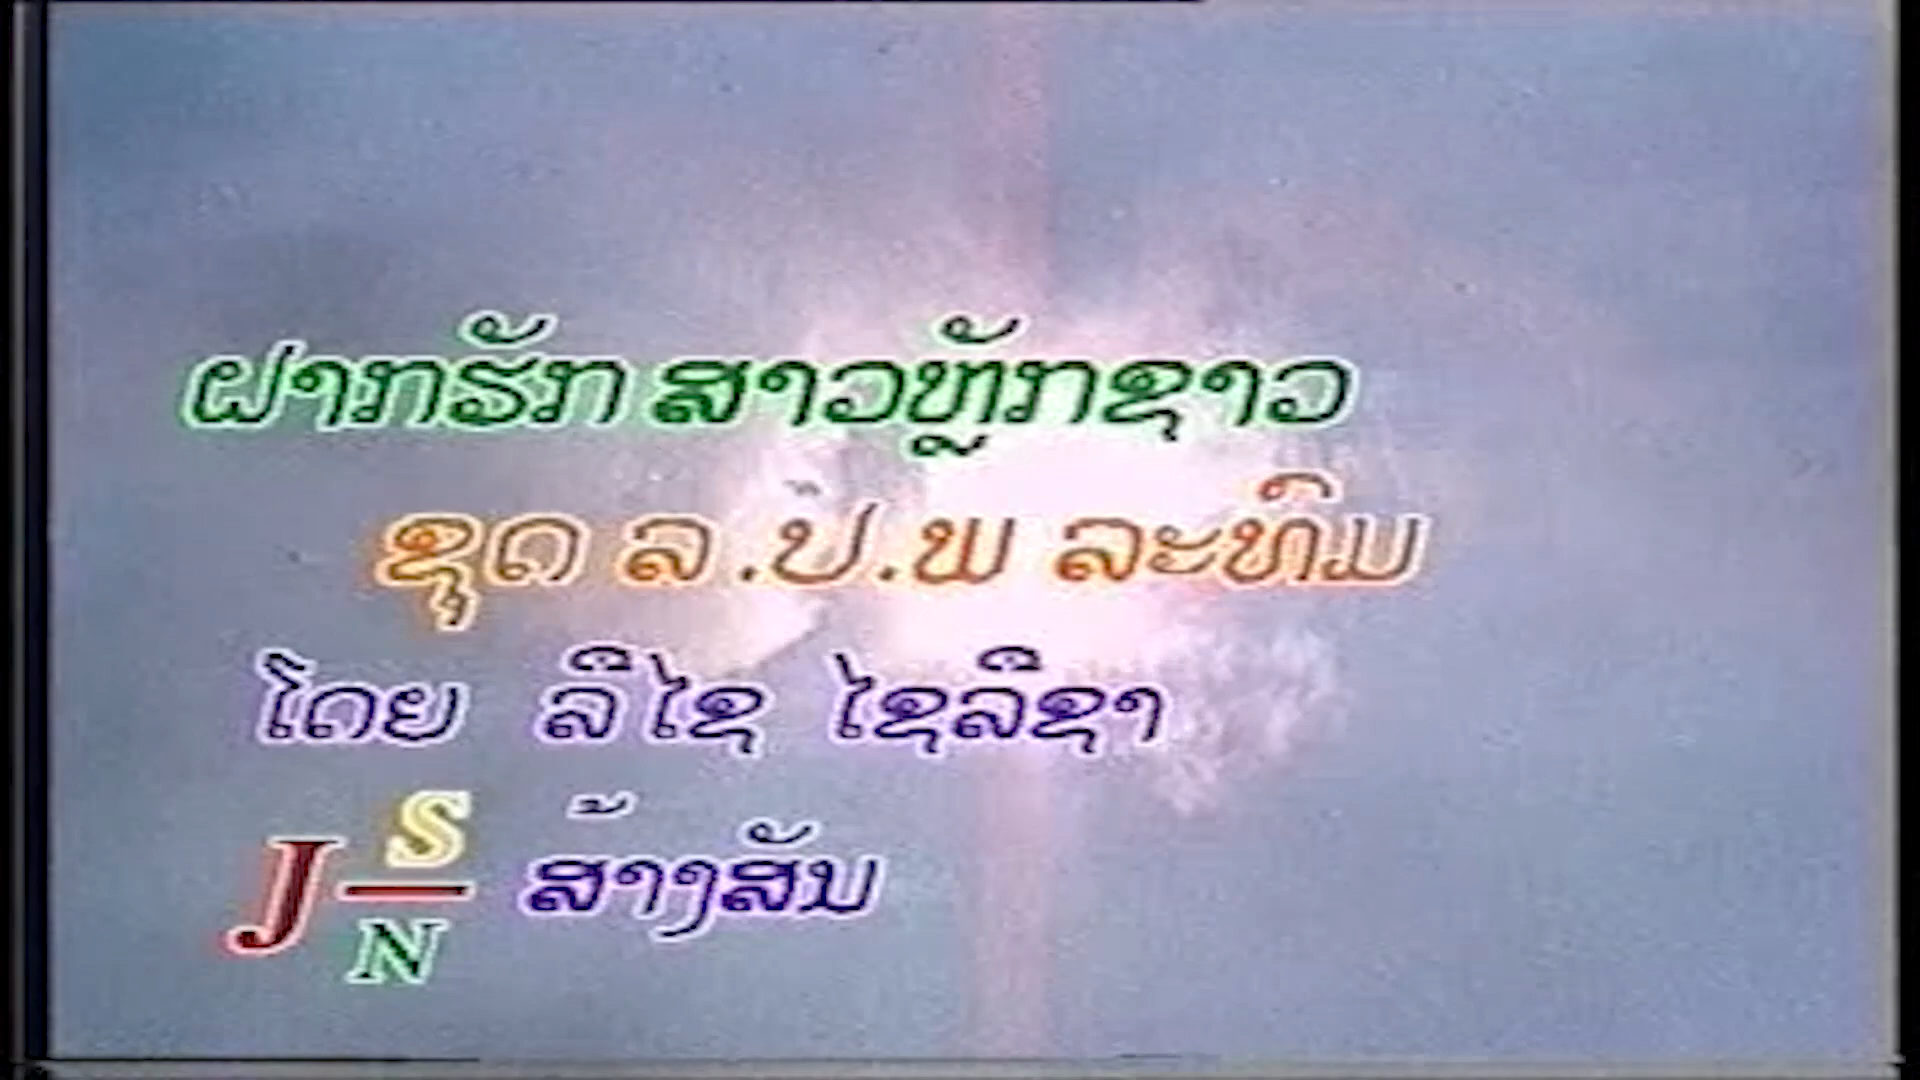 ຝາກຮັກ ສາວຫຼັກຊາວ
ຊຸດ ລ.ປ.ພ ລະທົມ
ໂດຍ ລີໄຊ ໄຊລືຊາ
J S/N ສ້າງສັນ